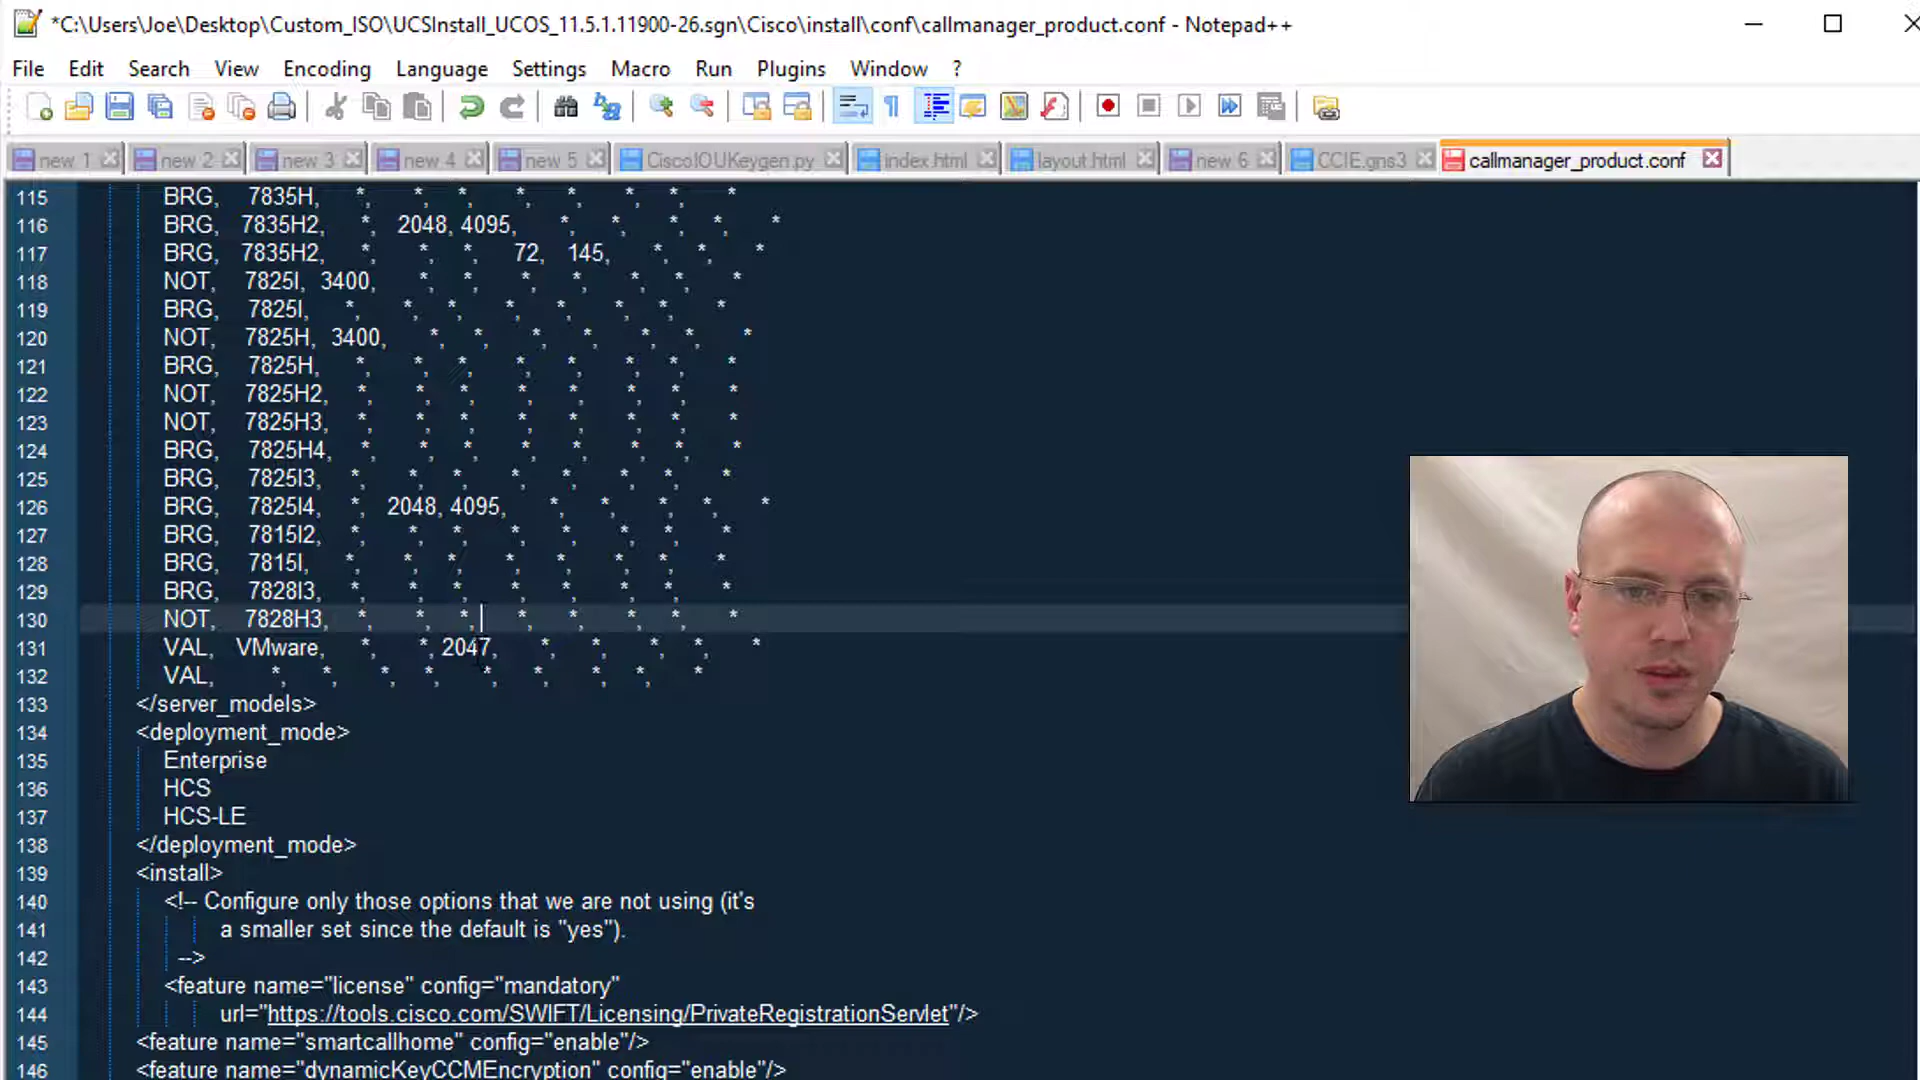 *C:\Users\Joe\Desktop\Custom_ISO\UCSInstall_UCOS_11.5.1.11900-26.sgn\Cisco\install\conf\callmanager_product.conf - Notepad++
File Edit Search View Encoding Language Settings Macro Run Plugins Window ?
new 1 new 2 new 3 new 4 new 5 CiscoIOUKeygen.py index.html layout.html new 6 CCIE.gns3 callmanager_product.conf
115 BRG, 7835H, *, *, *, *, *, *, *, *
116 BRG, 7835H2, *, 2048, 4095, *, *, *, *, *
117 BRG, 7835H2, *, *, *, 72, 145, *, *, *
118 NOT, 7825I, 3400, *, *, *, *, *, *, *
119 BRG, 7825I, *, *, *, *, *, *, *, *
120 NOT, 7825H, 3400, *, *, *, *, *, *, *
121 BRG, 7825H, *, *, *, *, *, *, *, *
122 NOT, 7825H2, *, *, *, *, *, *, *, *
123 NOT, 7825H3, *, *, *, *, *, *, *, *
124 BRG, 7825H4, *, *, *, *, *, *, *, *
125 BRG, 7825I3, *, *, *, *, *, *, *, *
126 BRG, 7825I4, *, 2048, 4095, *, *, *, *, *
127 BRG, 7815I2, *, *, *, *, *, *, *, *
128 BRG, 7815I, *, *, *, *, *, *, *, *
129 BRG, 7828I3, *, *, *, *, *, *, *, *
130 NOT, 7828H3, *, *, *, *, *, *, *, *
131 VAL, VMware, *, *, 2047, *, *, *, *, *
132 VAL, *, *, *, *, *, *, *, *, *
133 </server_models>
134 <deployment_mode>
135 Enterprise
136 HCS
137 HCS-LE
138 </deployment_mode>
139 <install>
140 <!-- Configure only those options that we are not using (it's
141 a smaller set since the default is "yes").
142 -->
143 <feature name="license" config="mandatory"
144 url="https://tools.cisco.com/SWIFT/Licensing/PrivateRegistrationServlet"/>
145 <feature name="smartcallhome" config="enable"/>
146 <feature name="dynamicKeyCCMEncryption" config="enable"/>